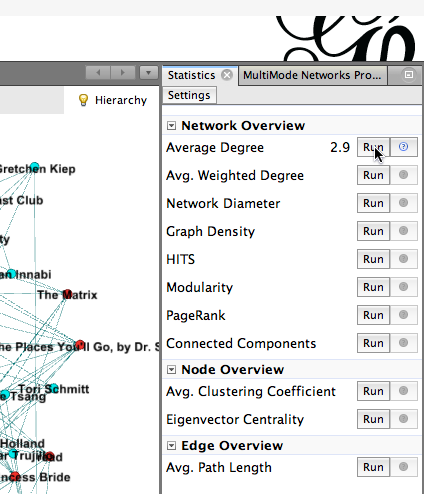 Statistics
MultiMode Networks Pro...
Settings
Hierarchy
Network Overview
Average Degree 2.9 Run
Avg. Weighted Degree Run
Network Diameter Run
Graph Density Run
HITS Run
Modularity Run
PageRank Run
Connected Components Run
Node Overview
Avg. Clustering Coefficient Run
Eigenvector Centrality Run
Edge Overview
Avg. Path Length Run
Gretchen Kiep
ast Club
ty
an Innabi
The Matrix
he Places You'll Go, by Dr. S
Tori Schmitt
e Tsang
Holland
ar Trujillo
ncess Bride